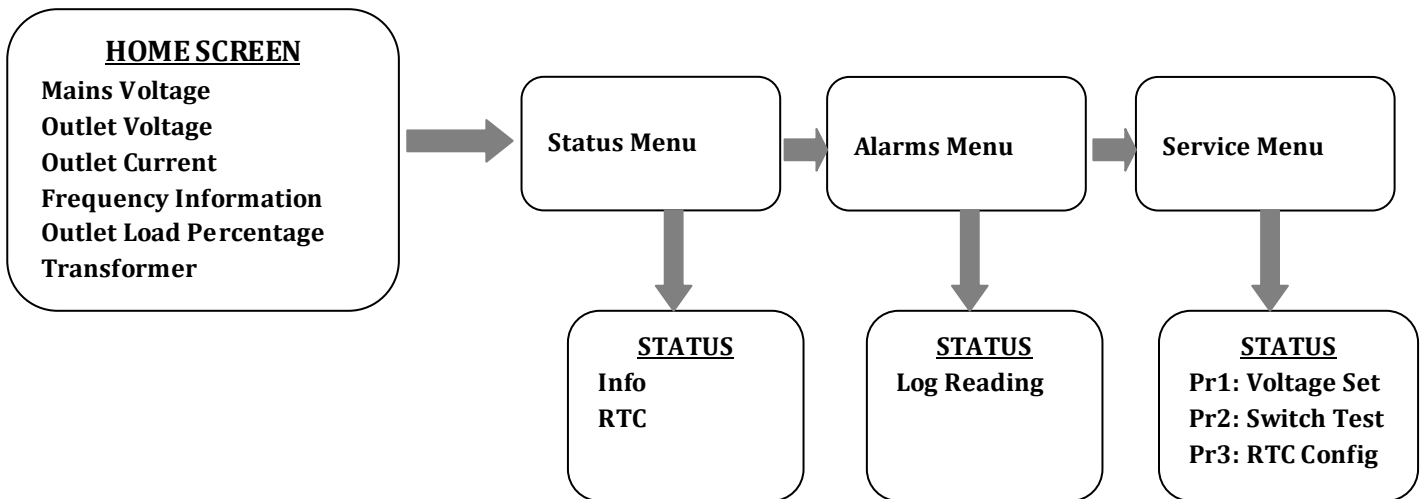 HOME SCREEN
Mains Voltage
Outlet Voltage
Outlet Current
Frequency Information
Outlet Load Percentage
Transformer
Status Menu
Alarms Menu
Service Menu
STATUS
Info
RTC
STATUS
Log Reading
STATUS
Pr1: Voltage Set
Pr2: Switch Test
Pr3: RTC Config